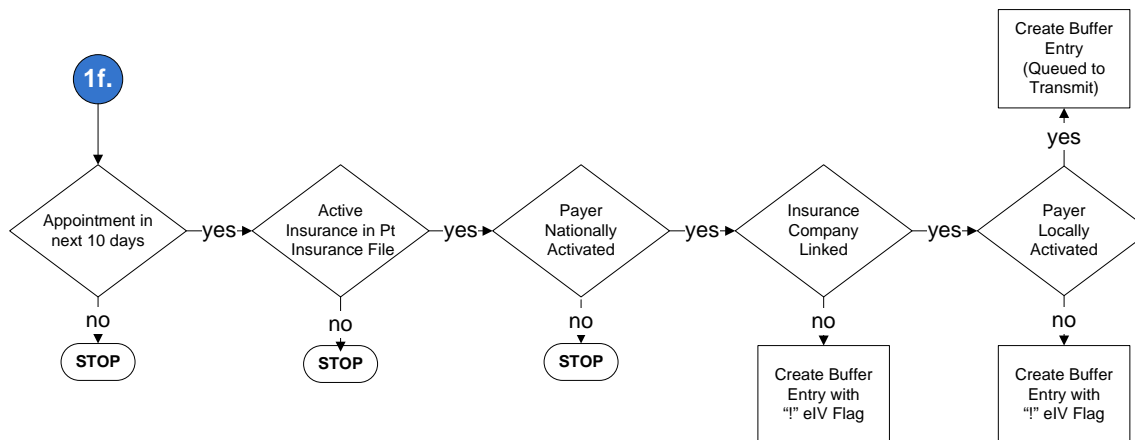 Create Buffer
Entry
(Queued to
Transmit)
1f.
yes
Appointment in
next 10 days
yes
Active
Insurance in Pt
Insurance File
yes
Payer
Nationally
Activated
yes
Insurance
Company
Linked
yes
Payer
Locally
Activated
no
STOP
no
STOP
no
STOP
no
Create Buffer
Entry with
“!” eIV Flag
no
Create Buffer
Entry with
“!” eIV Flag